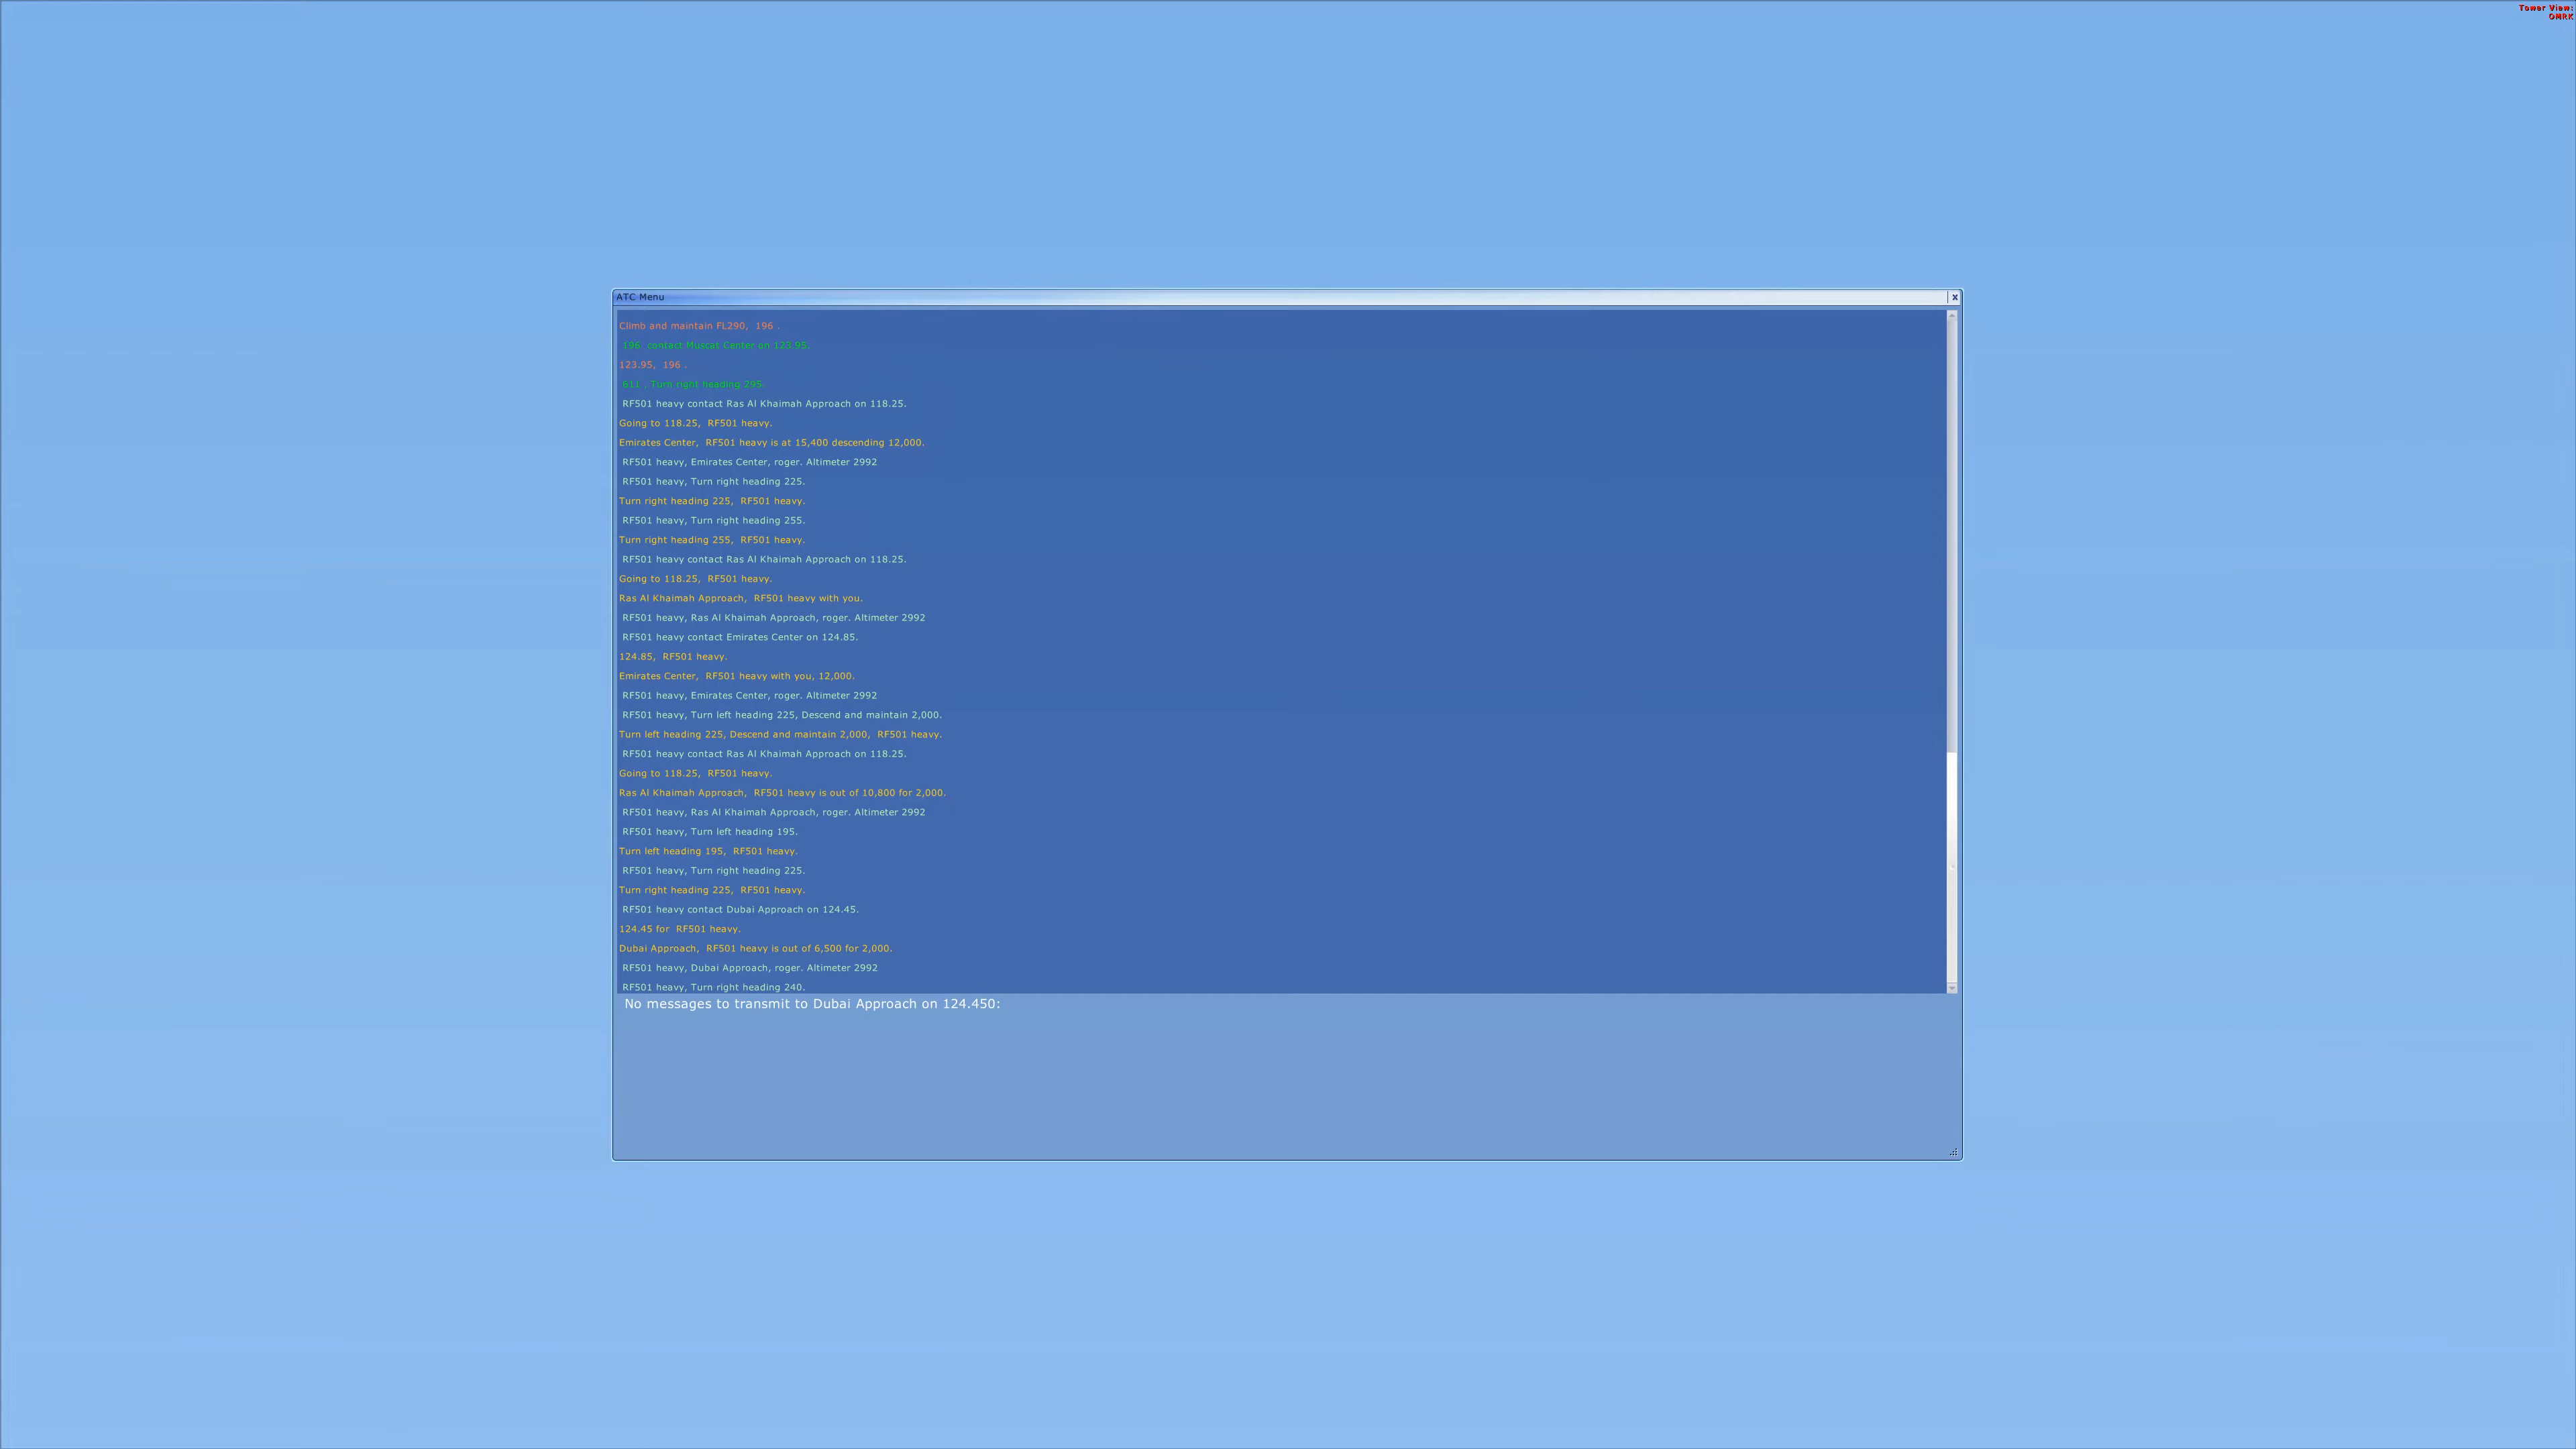 Tower View:
OMRK
ATC Menu
Climb and maintain FL290, 196 .
196 contact Muscat Center on 123.95.
123.95, 196 .
611 , Turn right heading 295.
RF501 heavy contact Ras Al Khaimah Approach on 118.25.
Going to 118.25, RF501 heavy.
Emirates Center, RF501 heavy is at 15,400 descending 12,000.
RF501 heavy, Emirates Center, roger. Altimeter 2992
RF501 heavy, Turn right heading 225.
Turn right heading 225, RF501 heavy.
RF501 heavy, Turn right heading 255.
Turn right heading 255, RF501 heavy.
RF501 heavy contact Ras Al Khaimah Approach on 118.25.
Going to 118.25, RF501 heavy.
Ras Al Khaimah Approach, RF501 heavy with you.
RF501 heavy, Ras Al Khaimah Approach, roger. Altimeter 2992
RF501 heavy contact Emirates Center on 124.85.
124.85, RF501 heavy.
Emirates Center, RF501 heavy with you, 12,000.
RF501 heavy, Emirates Center, roger. Altimeter 2992
RF501 heavy, Turn left heading 225, Descend and maintain 2,000.
Turn left heading 225, Descend and maintain 2,000, RF501 heavy.
RF501 heavy contact Ras Al Khaimah Approach on 118.25.
Going to 118.25, RF501 heavy.
Ras Al Khaimah Approach, RF501 heavy is out of 10,800 for 2,000.
RF501 heavy, Ras Al Khaimah Approach, roger. Altimeter 2992
RF501 heavy, Turn left heading 195.
Turn left heading 195, RF501 heavy.
RF501 heavy, Turn right heading 225.
Turn right heading 225, RF501 heavy.
RF501 heavy contact Dubai Approach on 124.45.
124.45 for RF501 heavy.
Dubai Approach, RF501 heavy is out of 6,500 for 2,000.
RF501 heavy, Dubai Approach, roger. Altimeter 2992
RF501 heavy, Turn right heading 240.
No messages to transmit to Dubai Approach on 124.450: